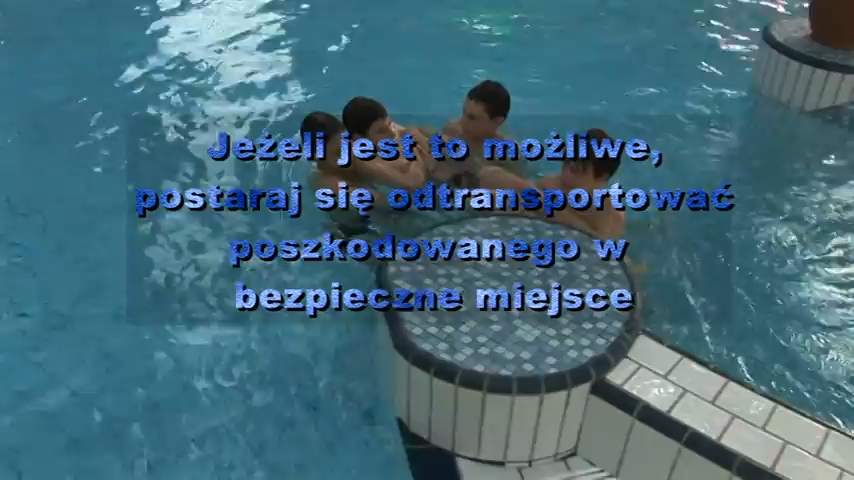 Jeżeli jest to możliwe,
postaraj się odtransportować
poszkodowanego w
bezpieczne miejsce